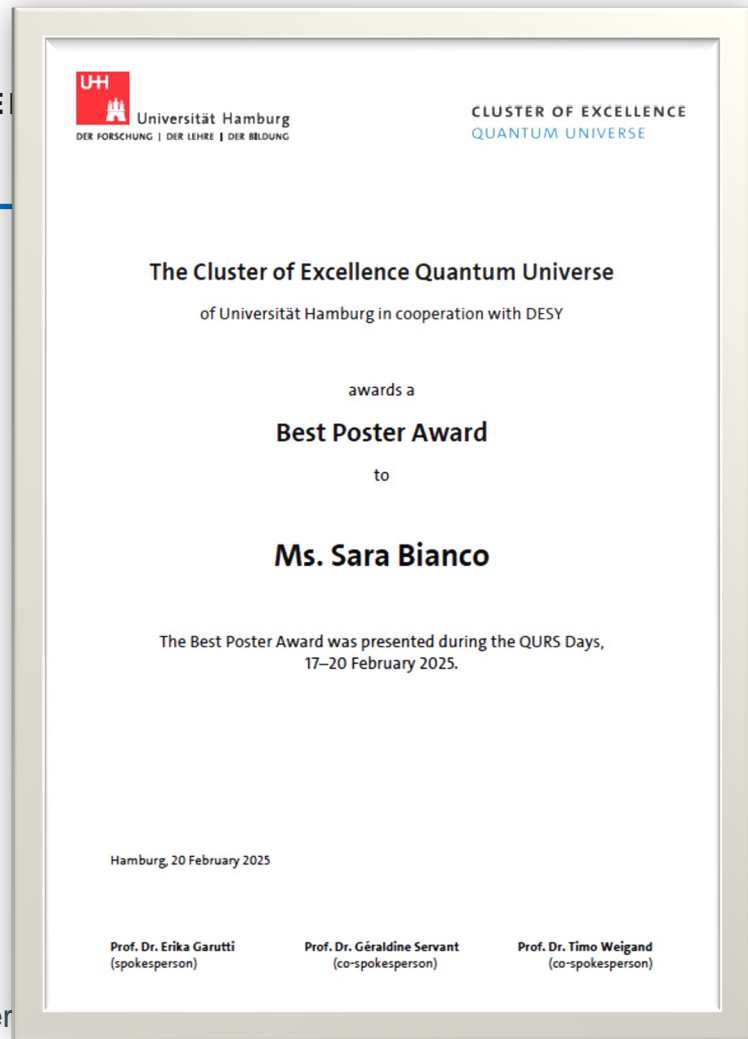 UHH
Universität Hamburg
DER FORSCHUNG | DER LEHRE | DER BILDUNG
CLUSTER OF EXCELLENCE
QUANTUM UNIVERSE
The Cluster of Excellence Quantum Universe
of Universität Hamburg in cooperation with DESY
awards a
Best Poster Award
to
Ms. Sara Bianco
The Best Poster Award was presented during the QURS Days,
17–20 February 2025.
Hamburg, 20 February 2025
Prof. Dr. Erika Garutti
(spokesperson)
Prof. Dr. Géraldine Servant
(co-spokesperson)
Prof. Dr. Timo Weigand
(co-spokesperson)